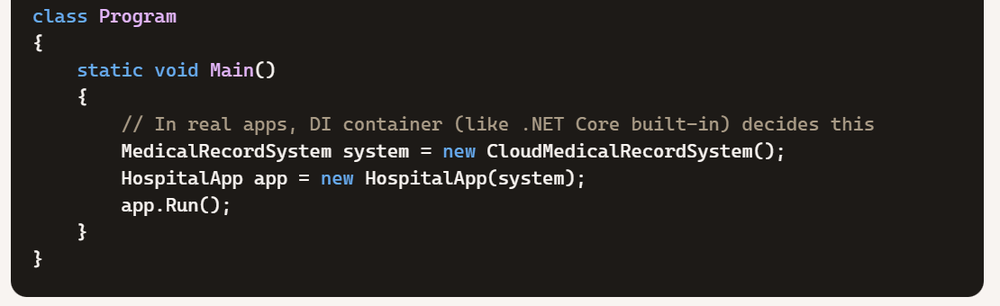 class Program
{
    static void Main()
    {
        // In real apps, DI container (like .NET Core built-in) decides this
        MedicalRecordSystem system = new CloudMedicalRecordSystem();
        HospitalApp app = new HospitalApp(system);
        app.Run();
    }
}